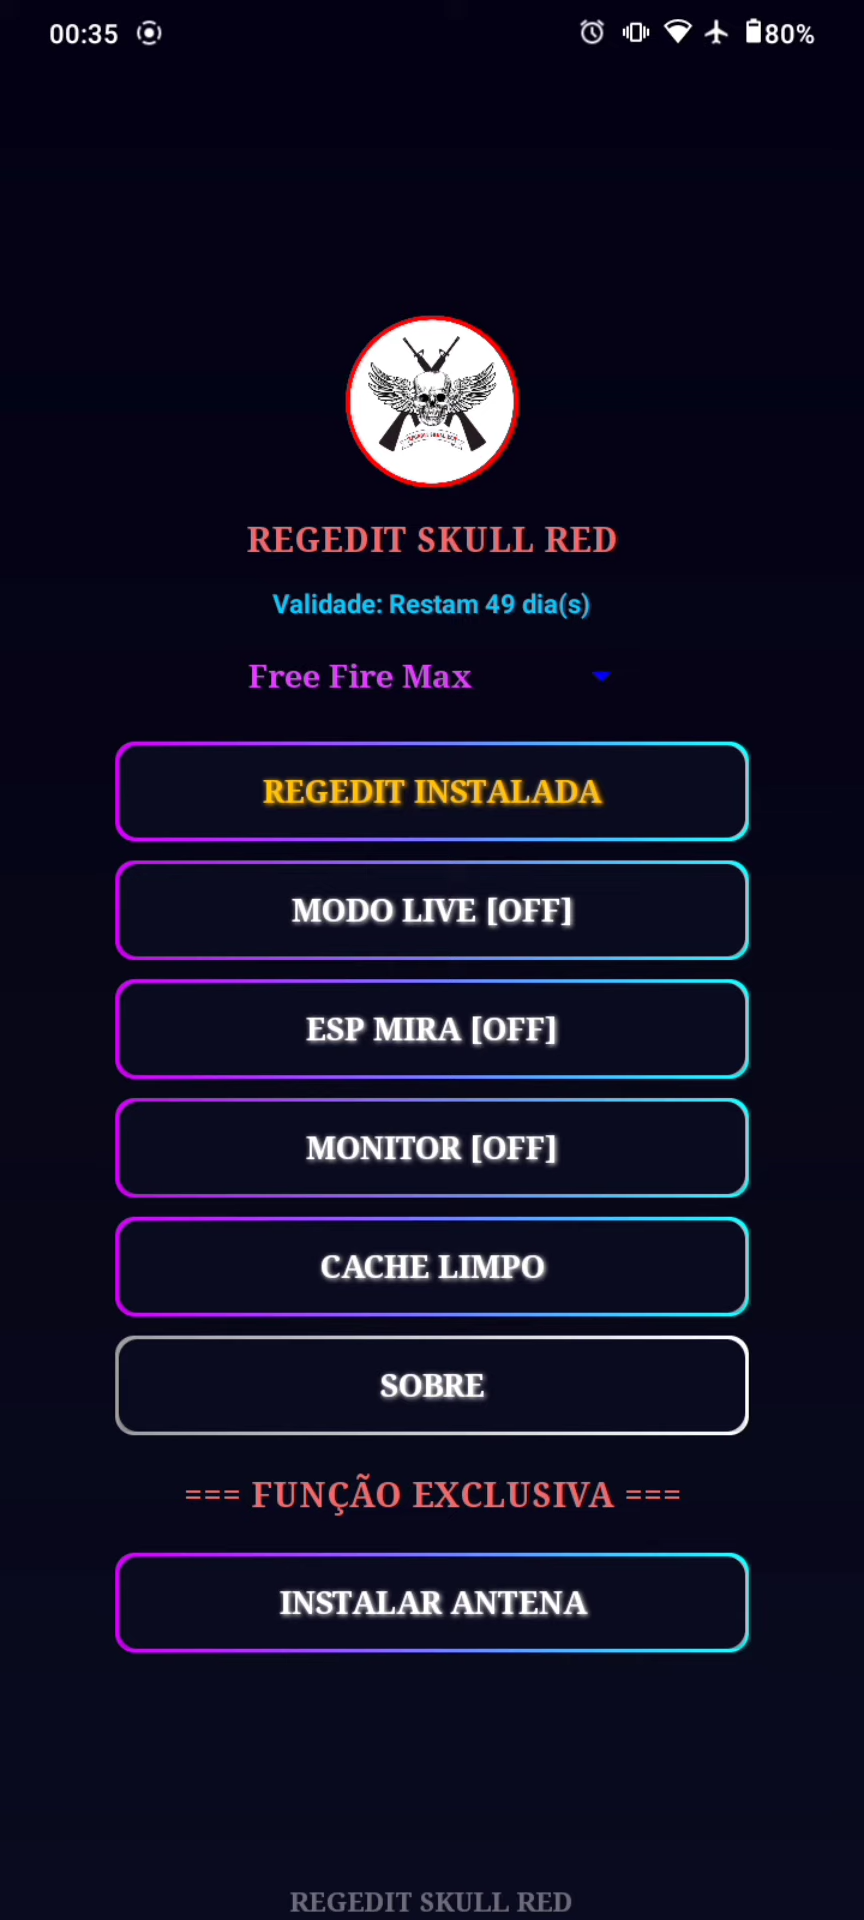 00:35
80%
REGEDIT SKULL RED
Validade: Restam 49 dia(s)
Free Fire Max
REGEDIT INSTALADA
MODO LIVE [OFF]
ESP MIRA [OFF]
MONITOR [OFF]
CACHE LIMPO
SOBRE
=== FUNÇÃO EXCLUSIVA ===
INSTALAR ANTENA
REGEDIT SKULL RED